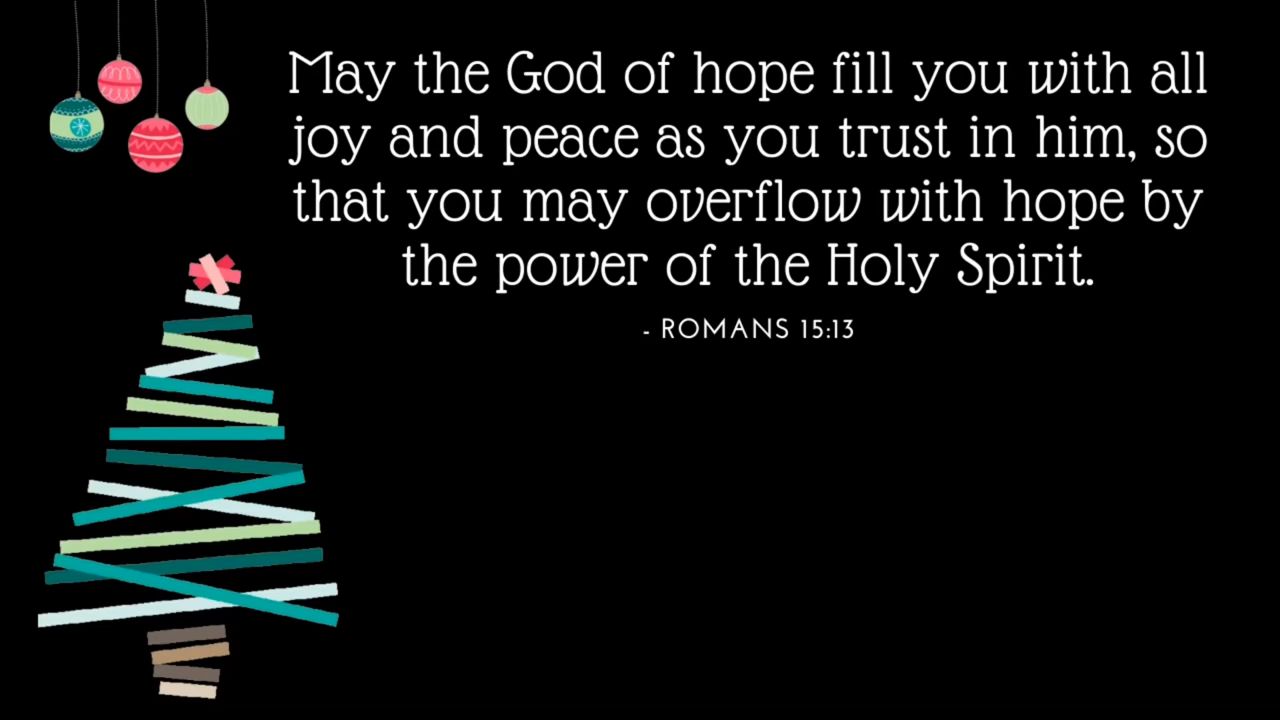 May the God of hope fill you with all
joy and peace as you trust in him, so
that you may overflow with hope by
the power of the Holy Spirit.
- ROMANS 15:13